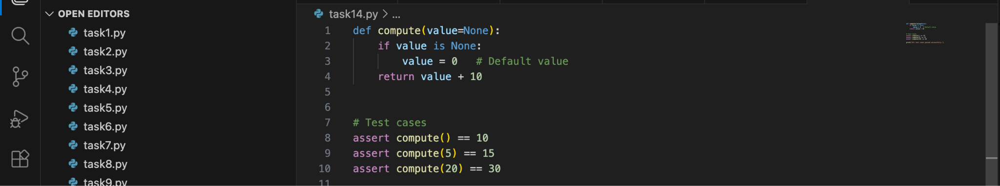 OPEN EDITORS
task1.py
task2.py
task3.py
task4.py
task5.py
task6.py
task7.py
task8.py
task9.py
task14.py > ...
1 def compute(value=None):
2     if value is None:
3         value = 0   # Default value
4     return value + 10
5
6
7 # Test cases
8 assert compute() == 10
9 assert compute(5) == 15
10 assert compute(20) == 30
11